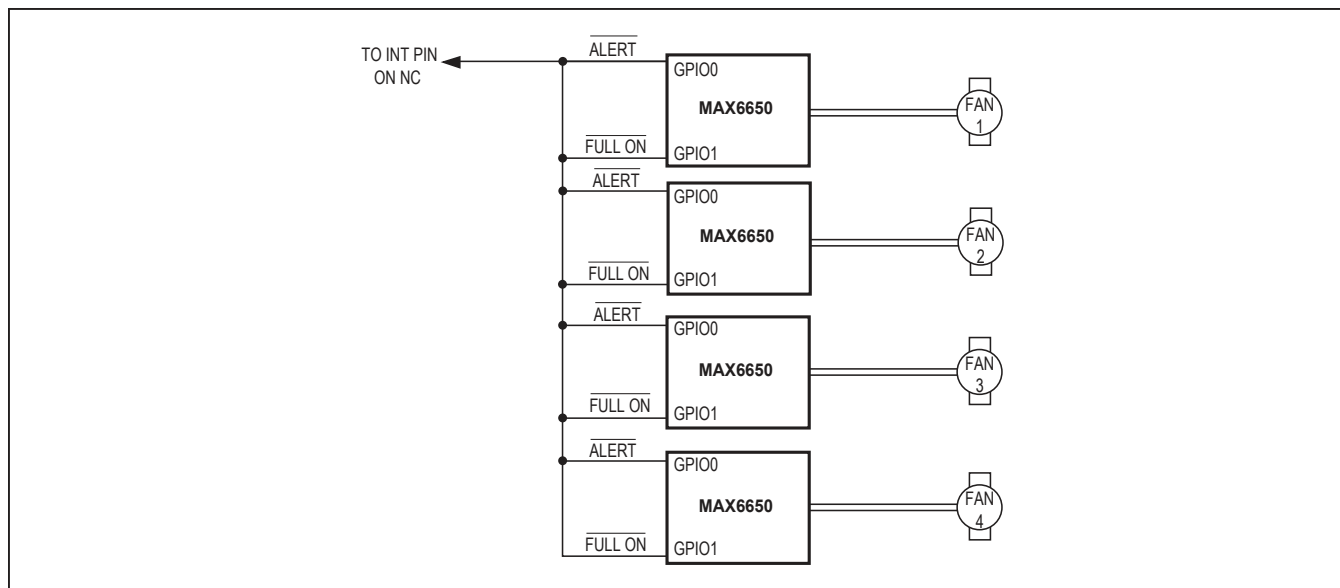 TO INT PIN
ON NC
ALERT
GPIO0
MAX6650
FULL ON
GPIO1
FAN
1
ALERT
GPIO0
MAX6650
FULL ON
GPIO1
FAN
2
ALERT
GPIO0
MAX6650
FULL ON
GPIO1
FAN
3
ALERT
GPIO0
MAX6650
FULL ON
GPIO1
FAN
4